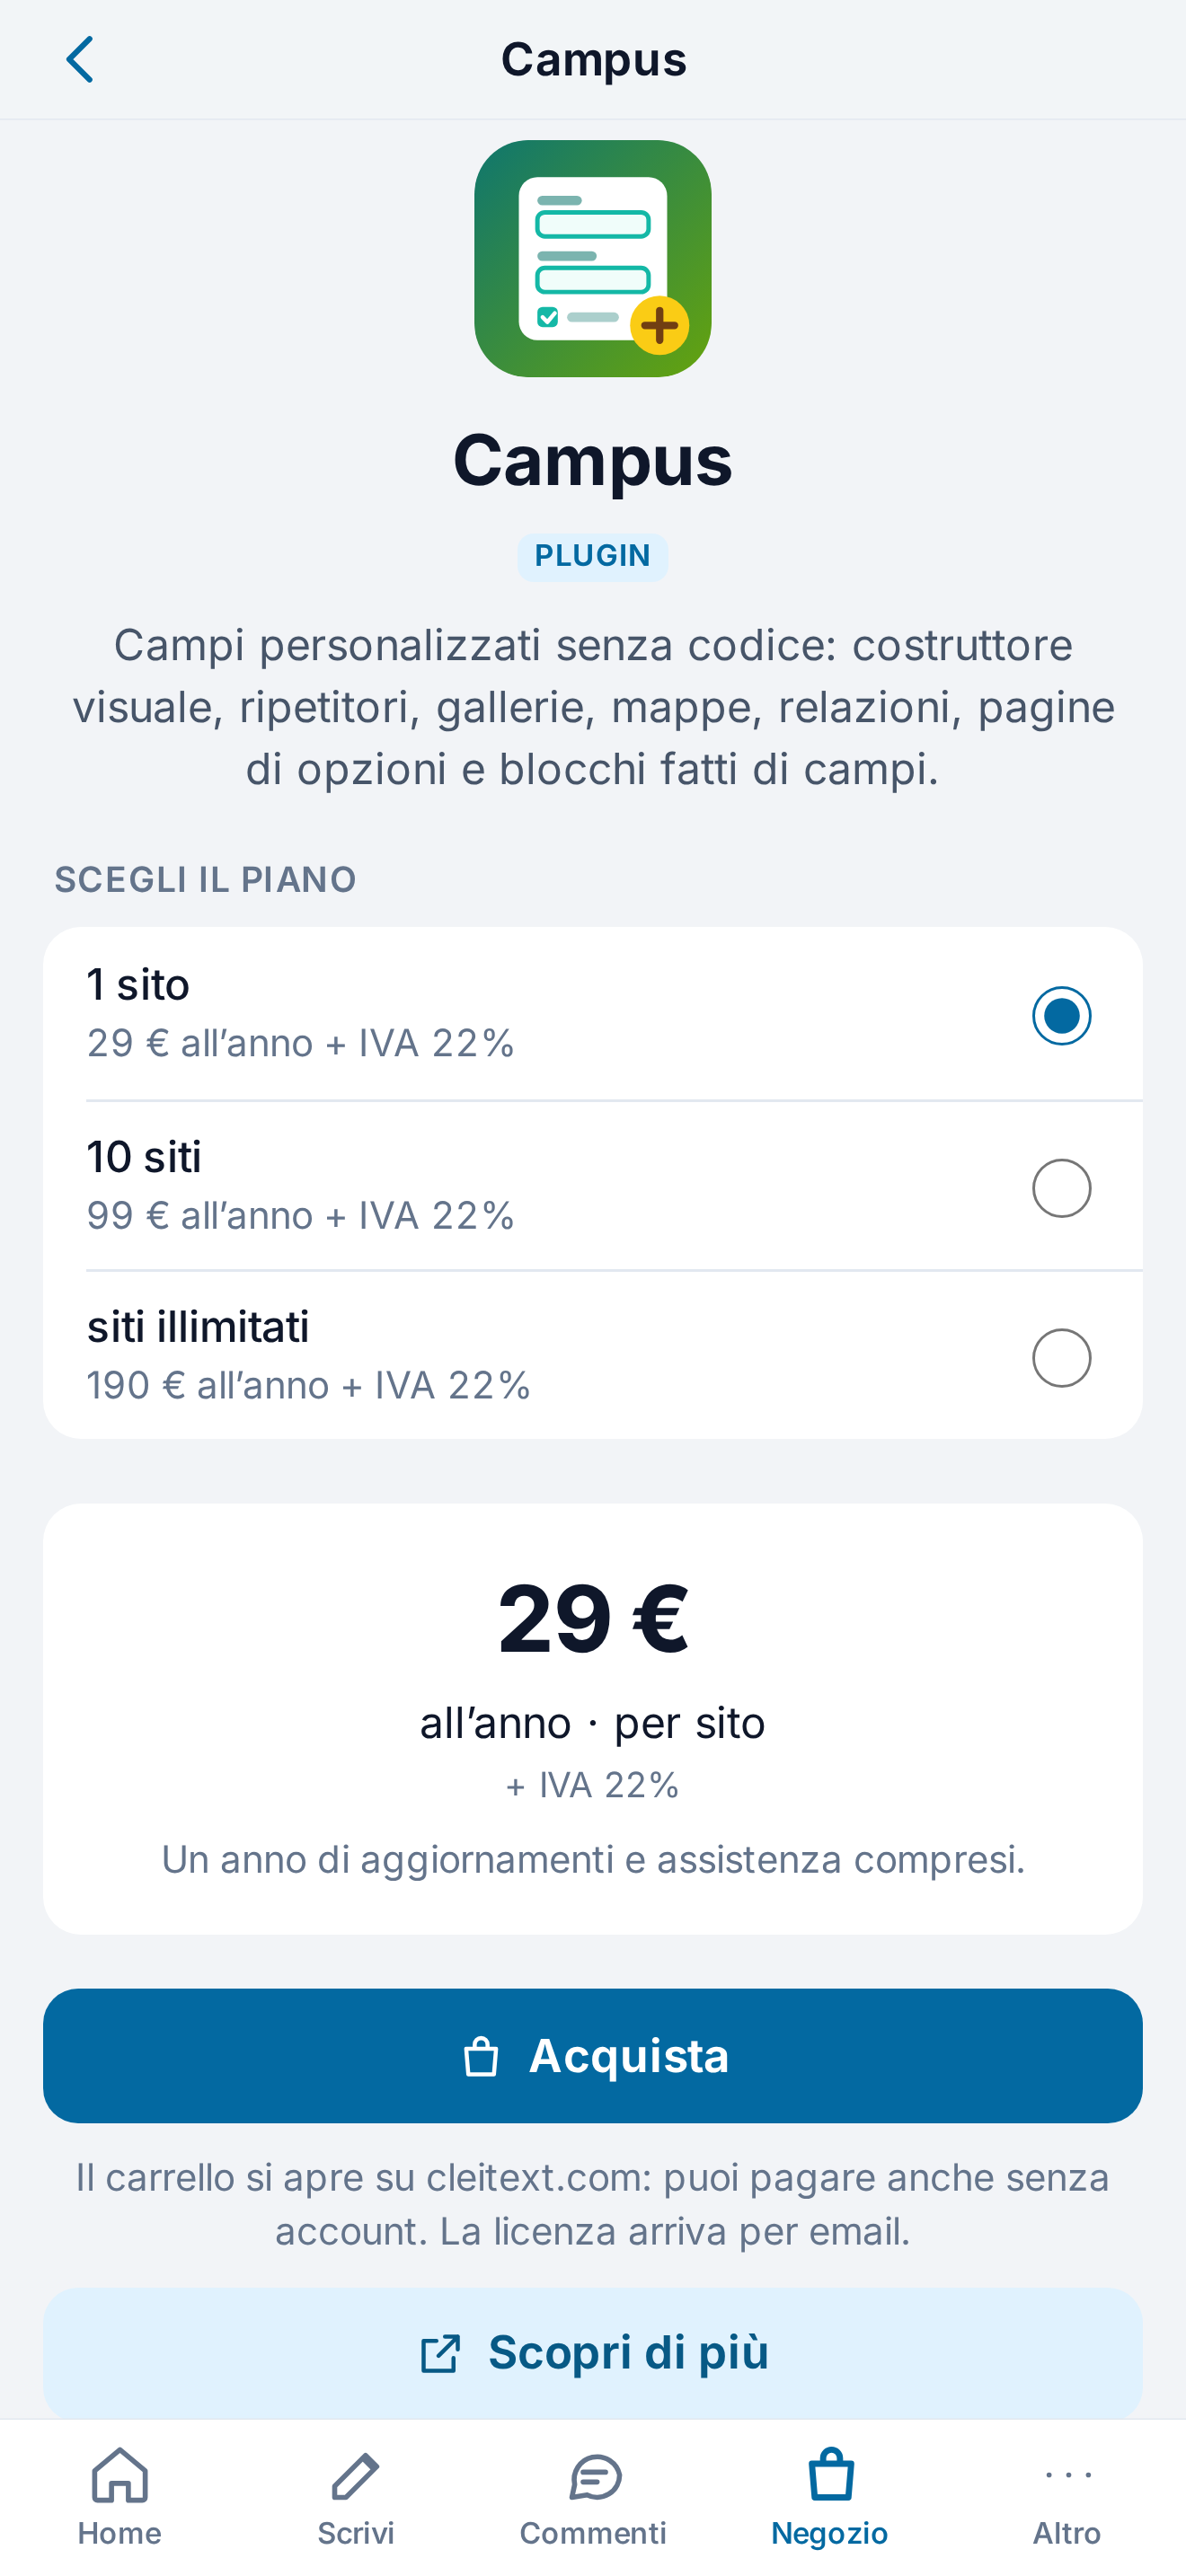 Campus
Campus
PLUGIN
Campi personalizzati senza codice: costruttore
visuale, ripetitori, gallerie, mappe, relazioni, pagine
di opzioni e blocchi fatti di campi.
SCEGLI IL PIANO
1 sito
29 € all’anno + IVA 22%
10 siti
99 € all’anno + IVA 22%
siti illimitati
190 € all’anno + IVA 22%
29 €
all’anno · per sito
+ IVA 22%
Un anno di aggiornamenti e assistenza compresi.
Acquista
Il carrello si apre su cleitext.com: puoi pagare anche senza
account. La licenza arriva per email.
Scopri di più
Home
Scrivi
Commenti
Negozio
Altro